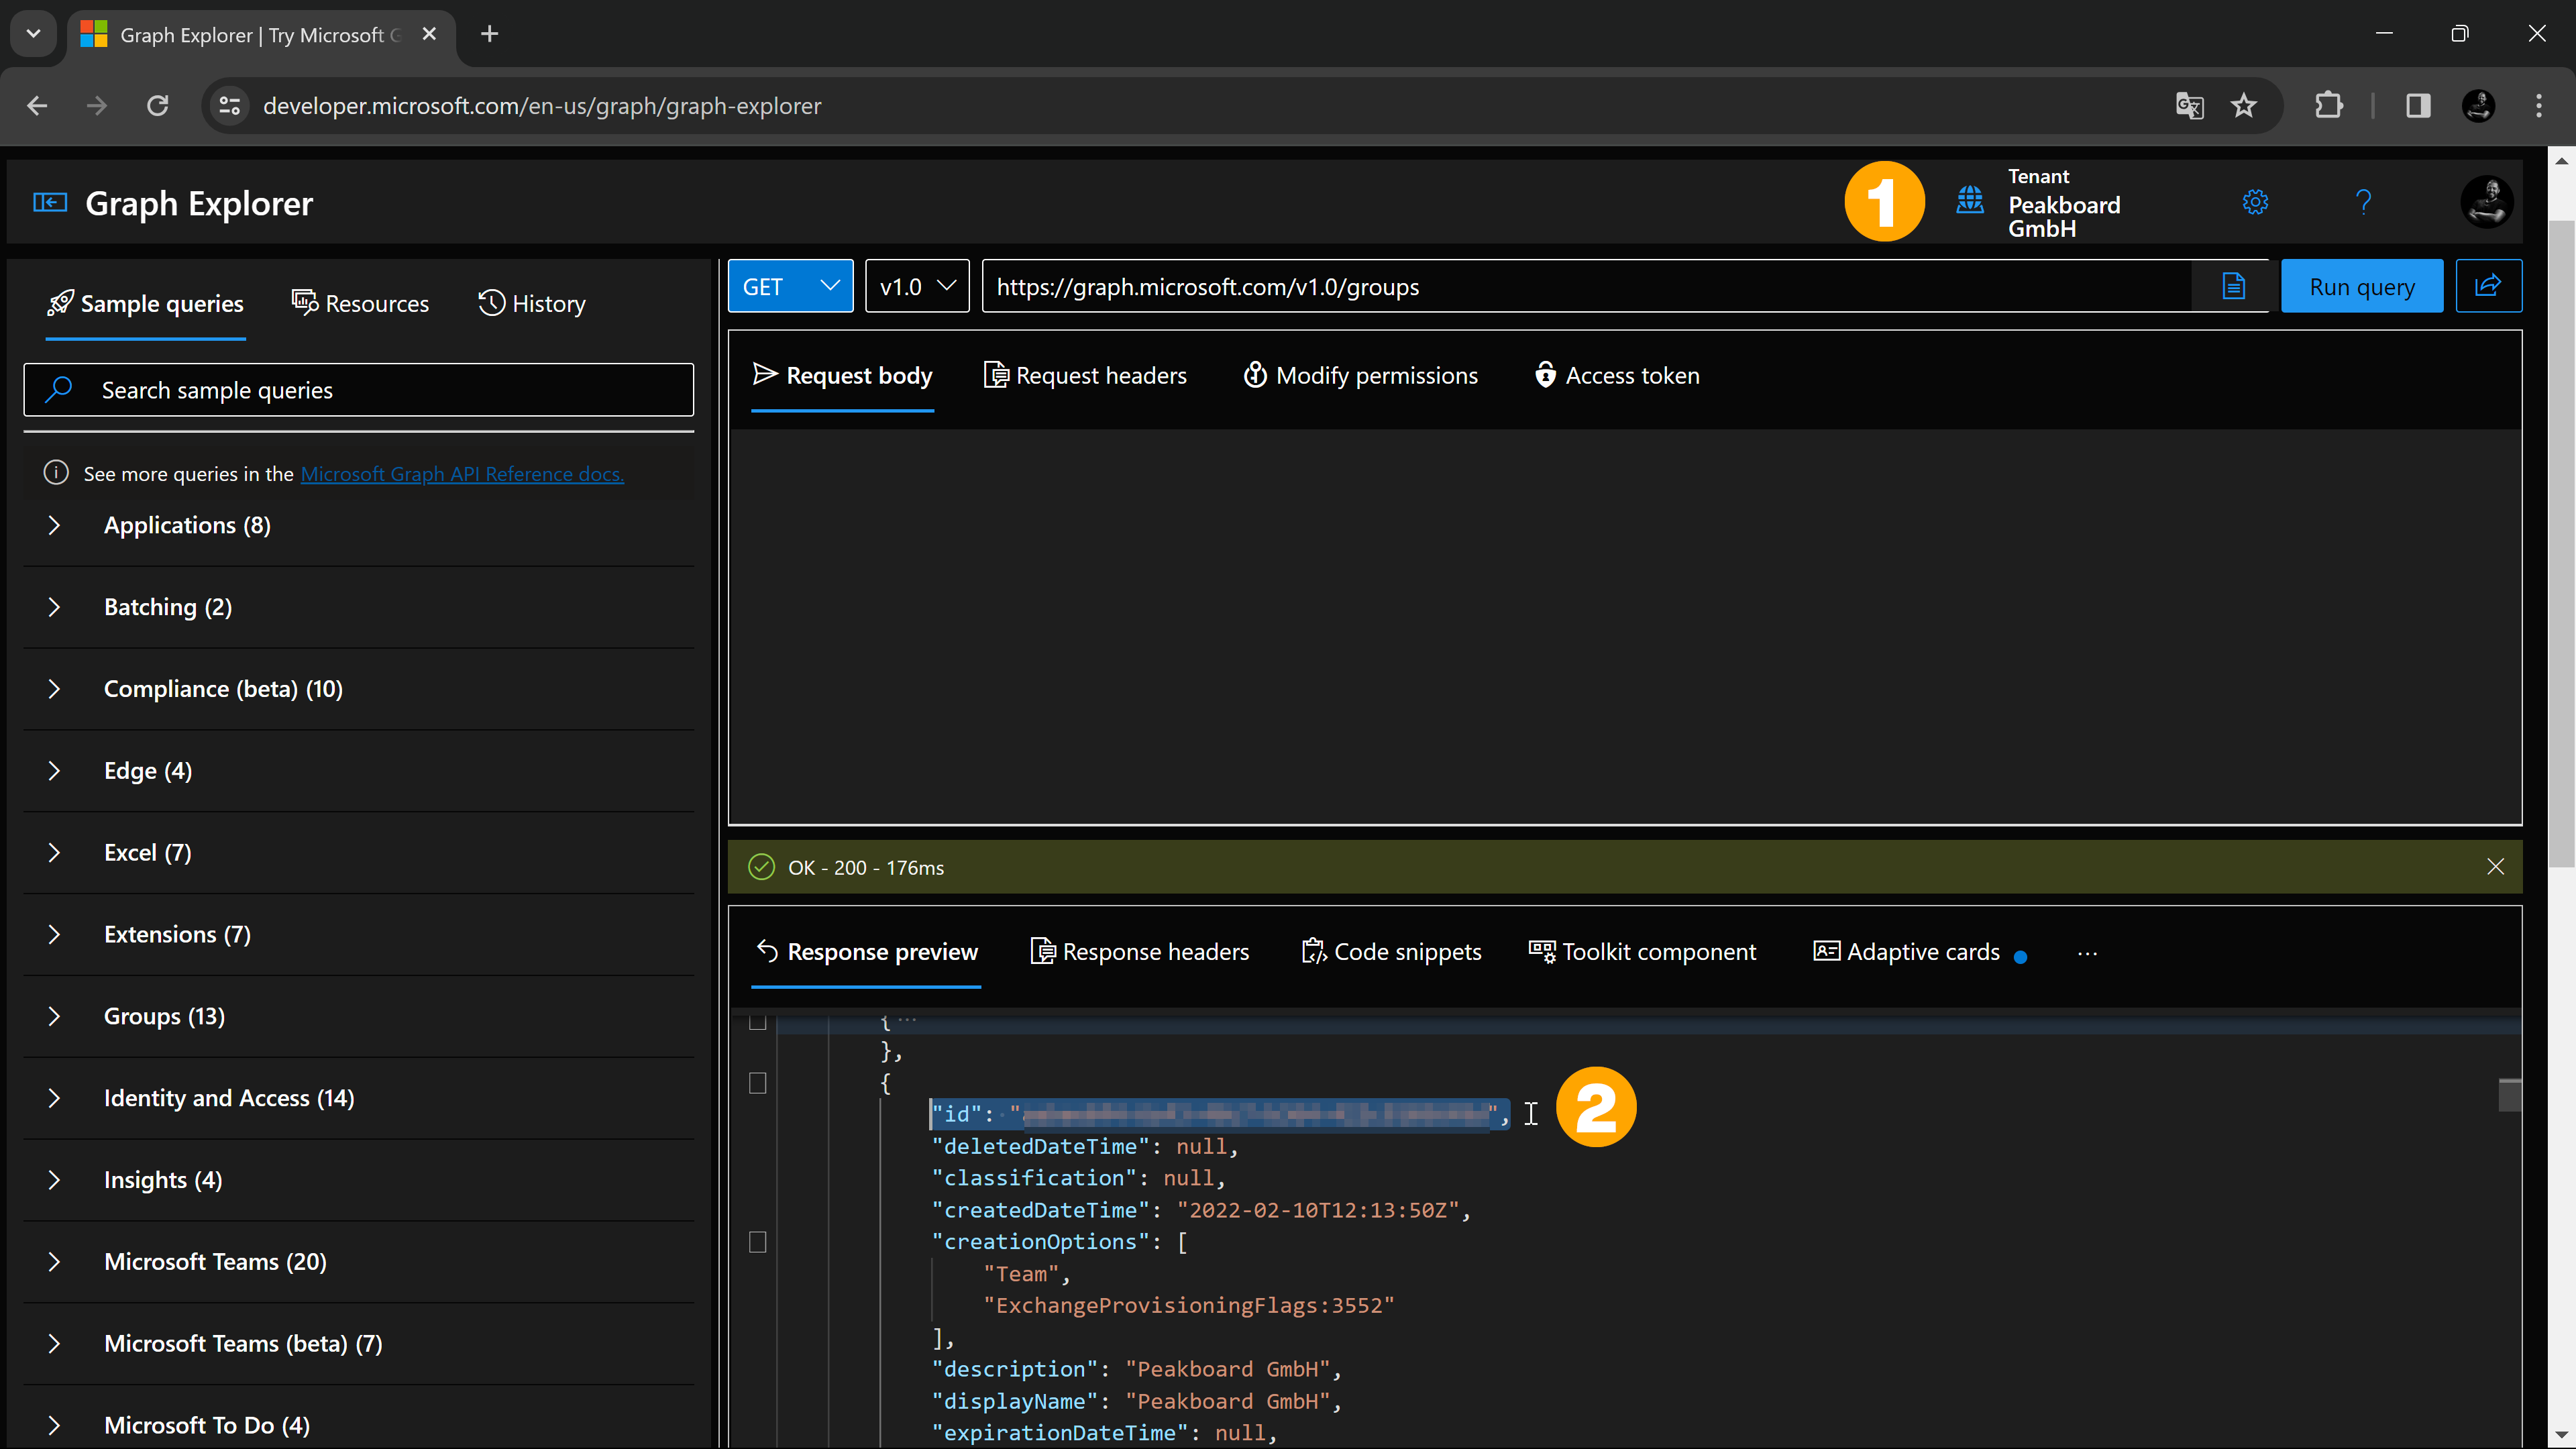 Graph Explorer | Try Microsoft G
developer.microsoft.com/en-us/graph/graph-explorer
Graph Explorer
1
Tenant
Peakboard
GmbH
?
Sample queries
Resources
History
GET
v1.0
https://graph.microsoft.com/v1.0/groups
Run query
Search sample queries
Request body
Request headers
Modify permissions
Access token
See more queries in the Microsoft Graph API Reference docs.
Applications (8)
Batching (2)
Compliance (beta) (10)
Edge (4)
Excel (7)
Extensions (7)
Groups (13)
Identity and Access (14)
Insights (4)
Microsoft Teams (20)
Microsoft Teams (beta) (7)
Microsoft To Do (4)
OK - 200 - 176ms
Response preview
Response headers
Code snippets
Toolkit component
Adaptive cards
...
{ ...
},
{
"id": "",
2
"deletedDateTime": null,
"classification": null,
"createdDateTime": "2022-02-10T12:13:50Z",
"creationOptions": [
"Team",
"ExchangeProvisioningFlags:3552"
],
"description": "Peakboard GmbH",
"displayName": "Peakboard GmbH",
"expirationDateTime": null,